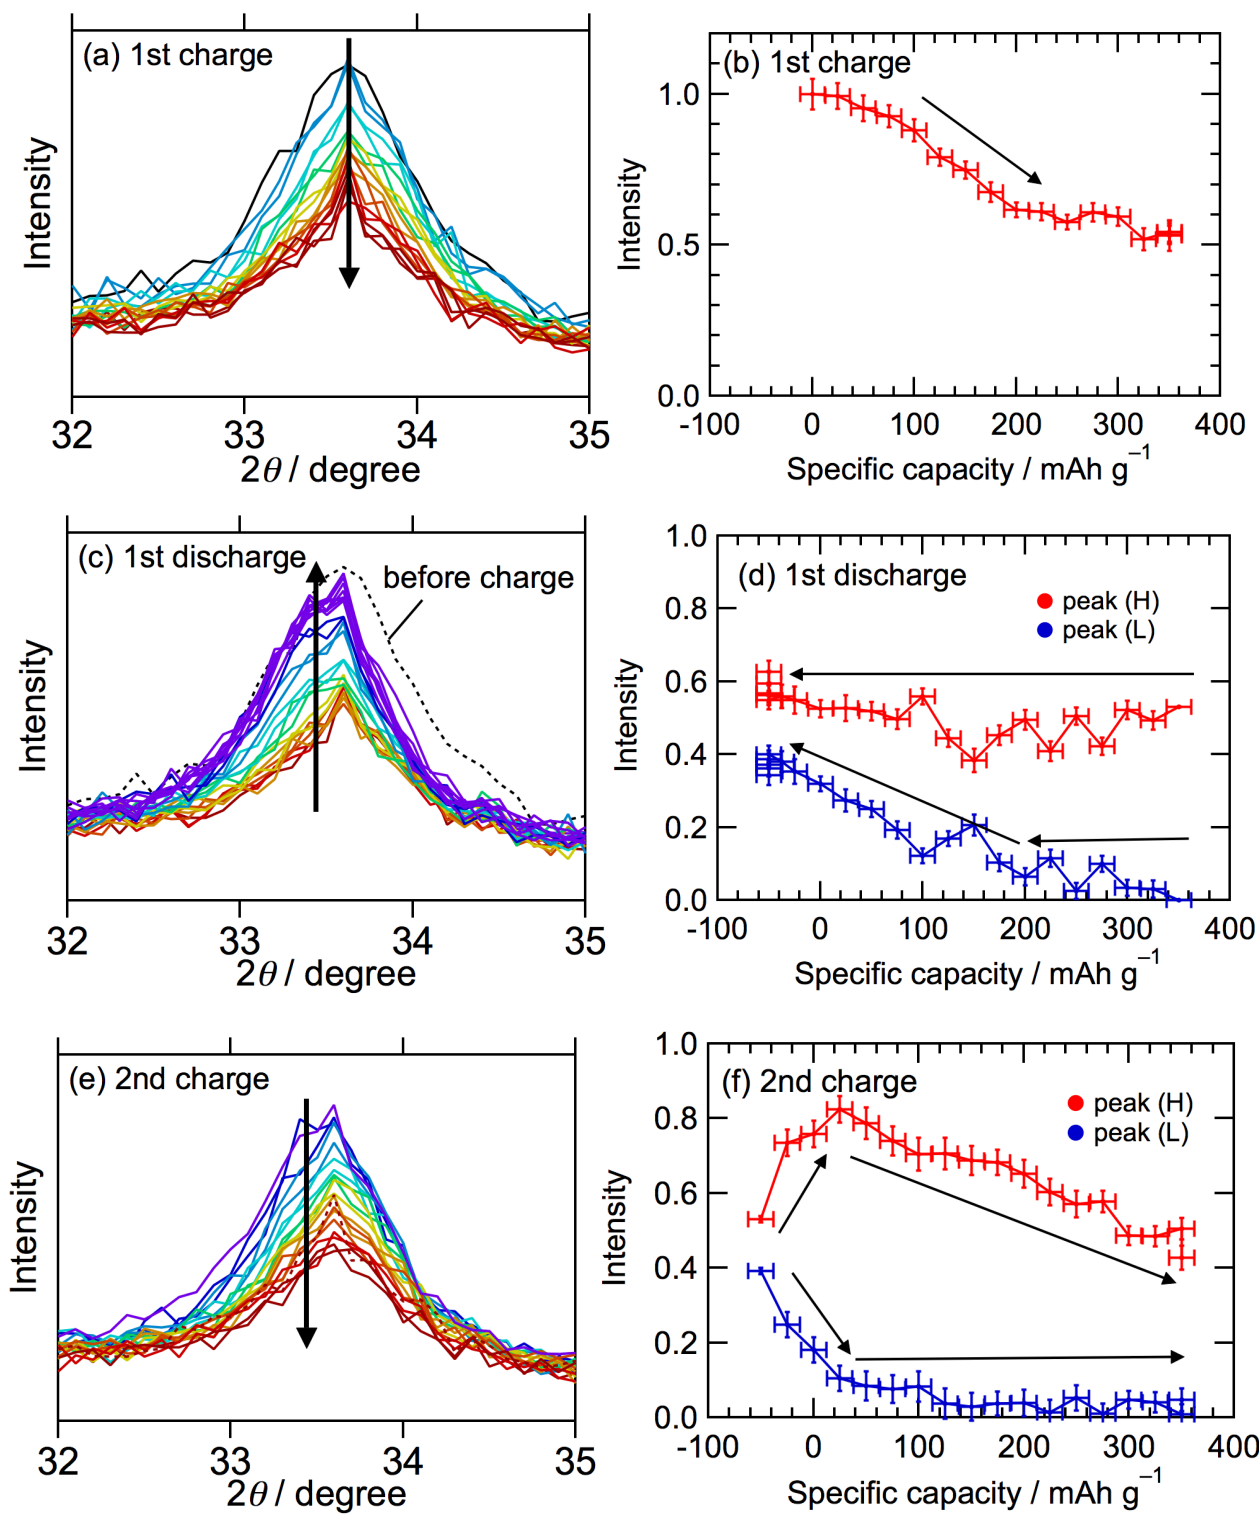 (a) 1st charge
Intensity
32 33 34 35
2θ / degree
(b) 1st charge
Intensity
1.0
0.5
0.0
-100 0 100 200 300 400
Specific capacity / mAh g⁻¹
(c) 1st discharge
before charge
Intensity
32 33 34 35
2θ / degree
(d) 1st discharge
peak (H)
peak (L)
Intensity
1.0
0.8
0.6
0.4
0.2
0.0
-100 0 100 200 300 400
Specific capacity / mAh g⁻¹
(e) 2nd charge
Intensity
32 33 34 35
2θ / degree
(f) 2nd charge
peak (H)
peak (L)
Intensity
1.0
0.8
0.6
0.4
0.2
0.0
-100 0 100 200 300 400
Specific capacity / mAh g⁻¹